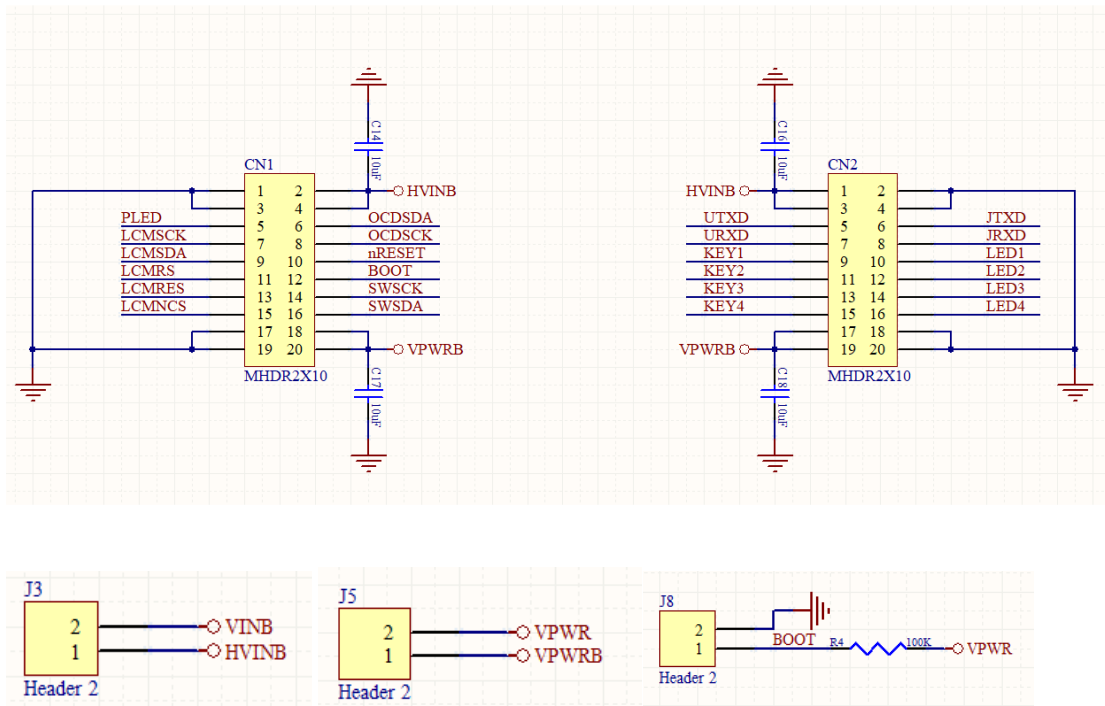 C14 10uF
C16 10uF
CN1
CN2
1 2 HVINB
HVINB 1 2
3 4
3 4
PLED 5 6 OCDSDA
UTXD 5 6 JTXD
LCMSCK 7 8 OCDSCK
URXD 7 8 JRXD
LCMSDA 9 10 nRESET
KEY1 9 10 LED1
LCMRS 11 12 BOOT
KEY2 11 12 LED2
LCMRES 13 14 SWSCK
KEY3 13 14 LED3
LCMNCS 15 16 SWSDA
KEY4 15 16 LED4
17 18
17 18
19 20 VPWRB
VPWRB 19 20
MHDR2X10
MHDR2X10
C17 10uF
C18 10uF
J3
2 VINB
1 HVINB
Header 2
J5
2 VPWR
1 VPWRB
Header 2
J8
2
1 BOOT R4 100K VPWR
Header 2